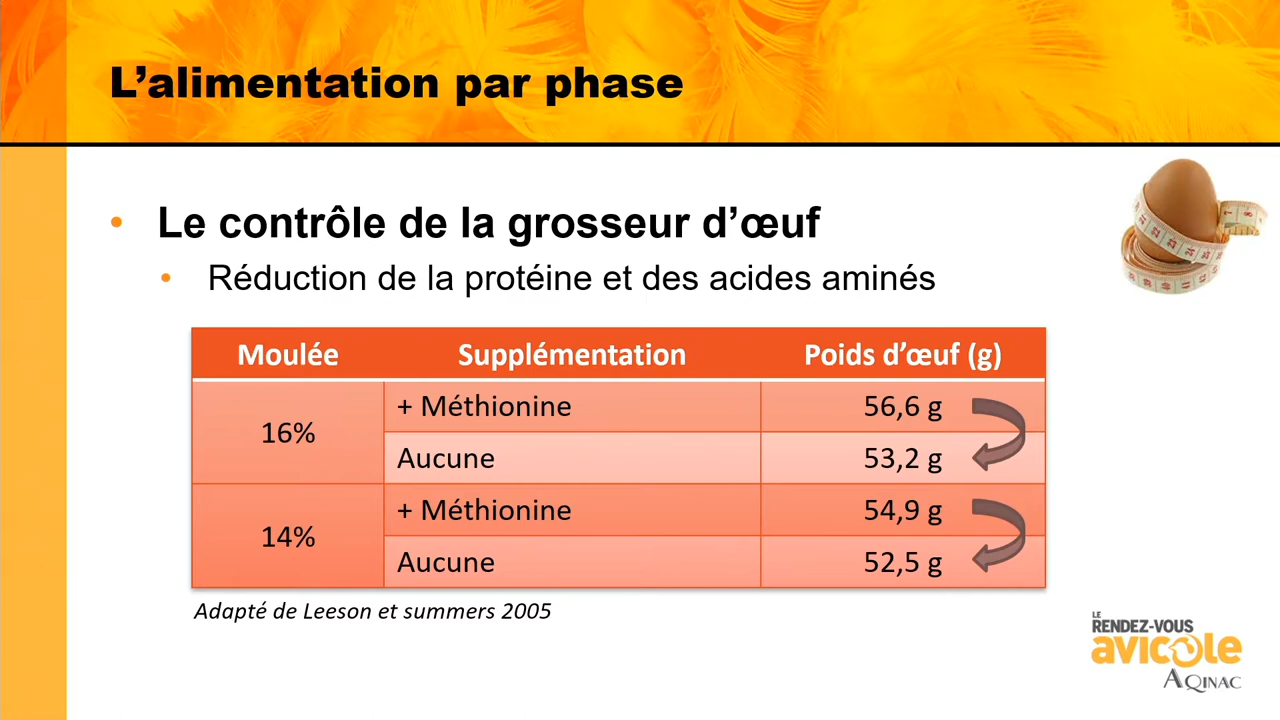 L’alimentation par phase
• Le contrôle de la grosseur d’œuf
• Réduction de la protéine et des acides aminés
Moulée Supplémentation Poids d’œuf (g)
16% + Méthionine 56,6 g
Aucune 53,2 g
14% + Méthionine 54,9 g
Aucune 52,5 g
Adapté de Leeson et summers 2005
LE
RENDEZ-VOUS
avicole
AQINAC